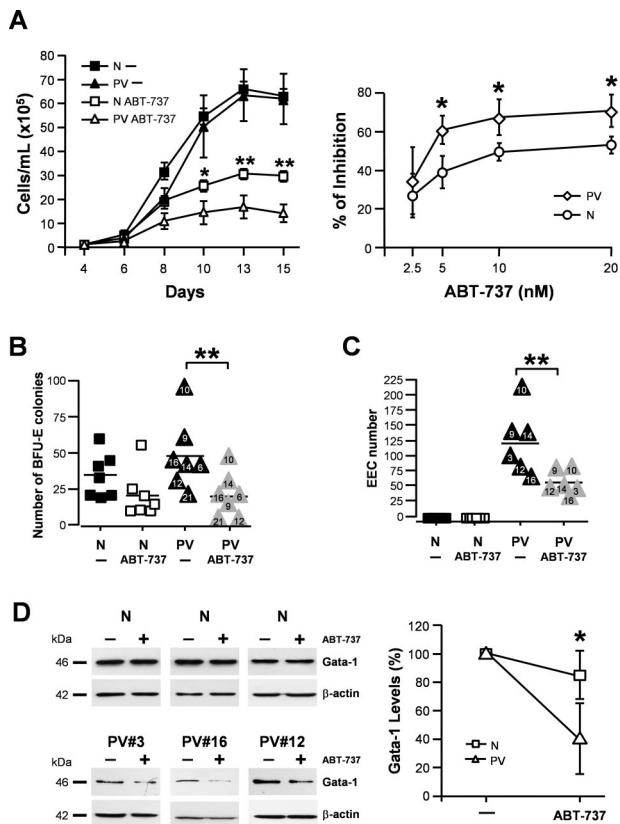 A
N —
PV —
N ABT-737
PV ABT-737
Cells/mL (x10⁵)
80
70
60
50
40
30
20
10
0
* ** **
4 6 8 10 13 15
Days
% of Inhibition
80
60
40
20
0
* * *
PV
N
2.5 5 10 20
ABT-737 (nM)
B
**
Number of BFU-E colonies
100
75
50
25
0
10
9
16 14 6
12
21
10
14
16 6
9
21 12
N N PV PV
— ABT-737 — ABT-737
C
**
EEC number
225
200
175
150
125
100
75
50
25
0
10
9 14
3
12
16
9 10
12 14 3
16
N N PV PV
— ABT-737 — ABT-737
D
N N N
kDa — + — + — + ABT-737
46 Gata-1
42 β-actin
PV#3 PV#16 PV#12
kDa — + — + — + ABT-737
46 Gata-1
42 β-actin
Gata-1 Levels (%)
120
100
80
60
40
20
0
*
N
PV
— ABT-737